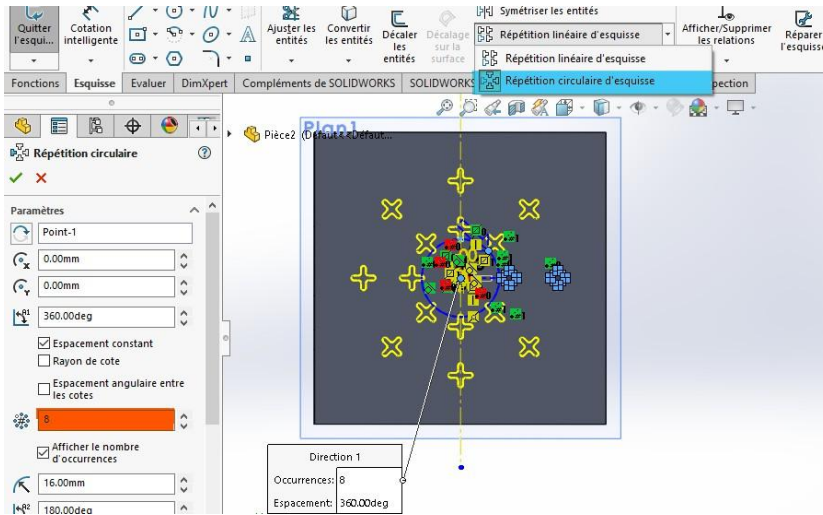 Quitter
l'esqui...
Cotation
intelligente
Ajuster les
entités
Convertir
les entités
Décaler
les
entités
Décalage
sur la
surface
Symétriser les entités
Répétition linéaire d'esquisse
Répétition linéaire d'esquisse
Répétition circulaire d'esquisse
Afficher/Supprimer
les relations
Réparer
l'esquisse
Fonctions
Esquisse
Evaluer
DimXpert
Compléments de SOLIDWORKS
SOLIDWORKS
pection
Pièce2 (Défaut<<Défaut...
Plan1
Répétition circulaire
Paramètres
Point-1
0.00mm
0.00mm
360.00deg
Espacement constant
Rayon de cote
Espacement angulaire entre
les cotes
8
Afficher le nombre
d'occurrences
16.00mm
180.00deg
Direction 1
Occurrences: 8
Espacement: 360.00deg